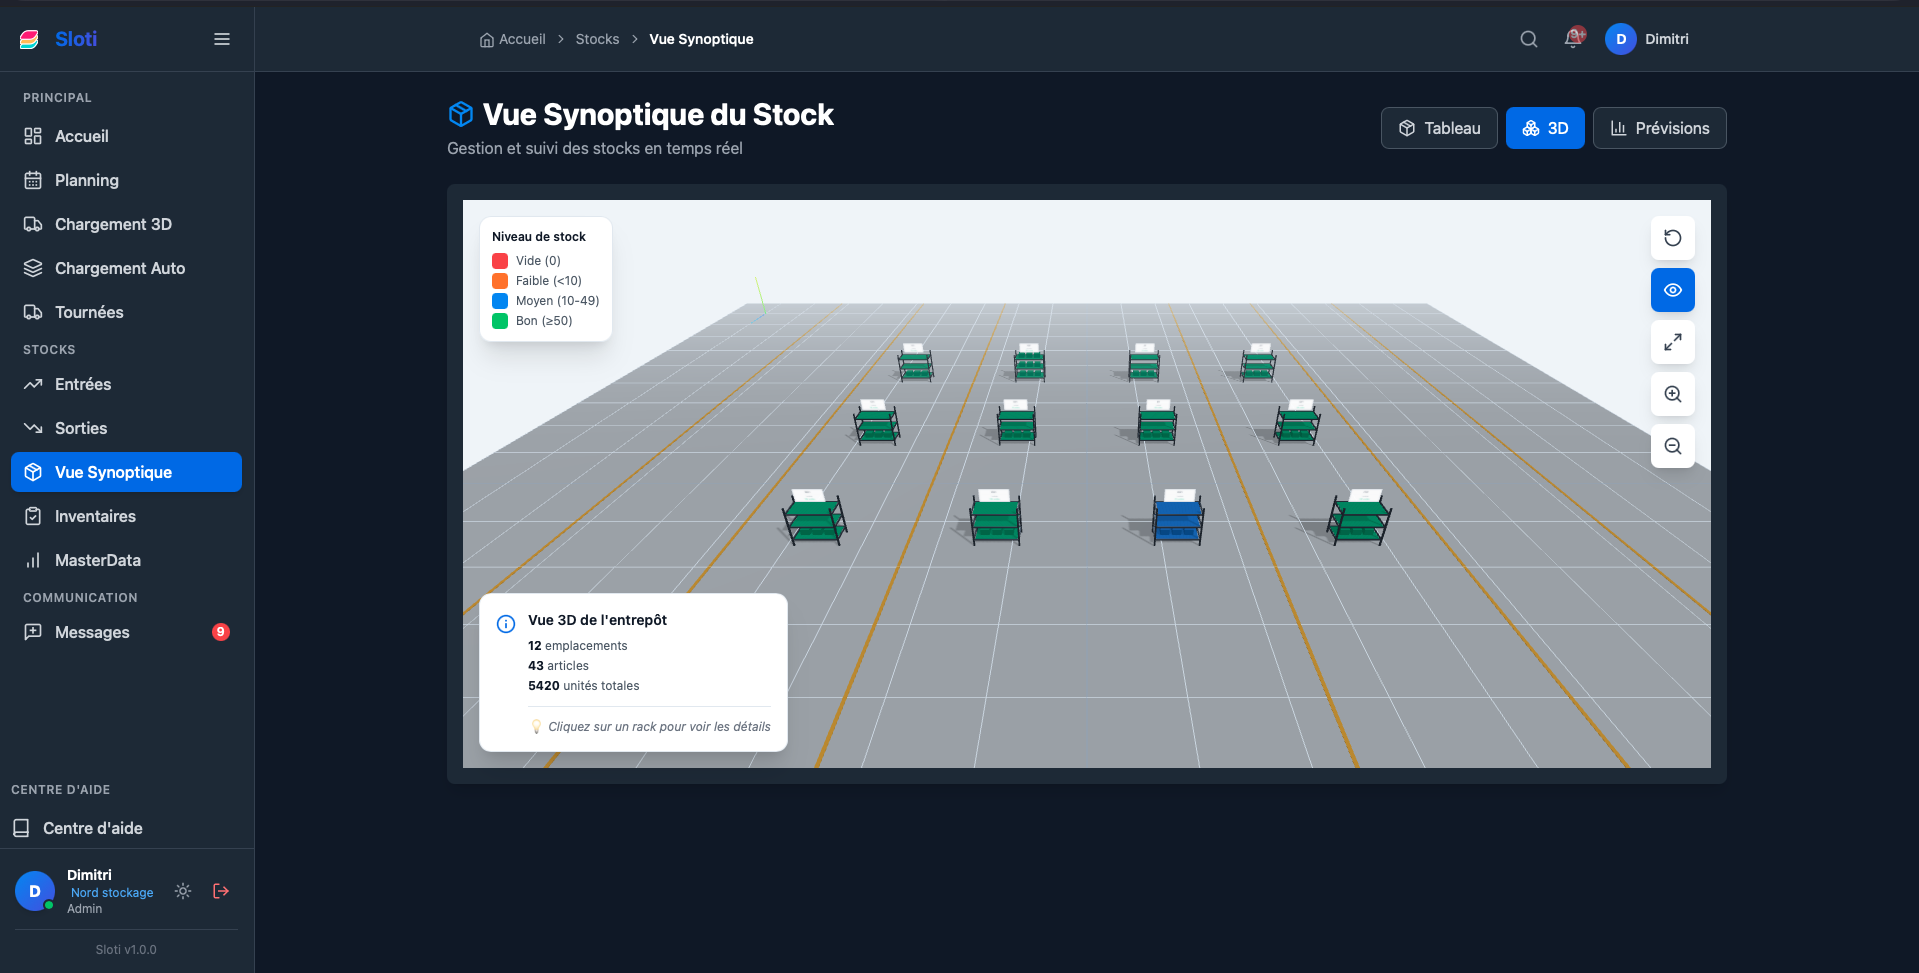 Sloti
Accueil
Stocks
Vue Synoptique
9+
D
Dimitri
PRINCIPAL
Accueil
Planning
Chargement 3D
Chargement Auto
Tournées
STOCKS
Entrées
Sorties
Vue Synoptique
Inventaires
MasterData
COMMUNICATION
Messages
9
CENTRE D'AIDE
Centre d'aide
D
Dimitri
Nord stockage
Admin
Sloti v1.0.0
Vue Synoptique du Stock
Gestion et suivi des stocks en temps réel
Tableau
3D
Prévisions
Niveau de stock
Vide (0)
Faible (<10)
Moyen (10-49)
Bon (≥50)
Vue 3D de l'entrepôt
12 emplacements
43 articles
5420 unités totales
Cliquez sur un rack pour voir les détails